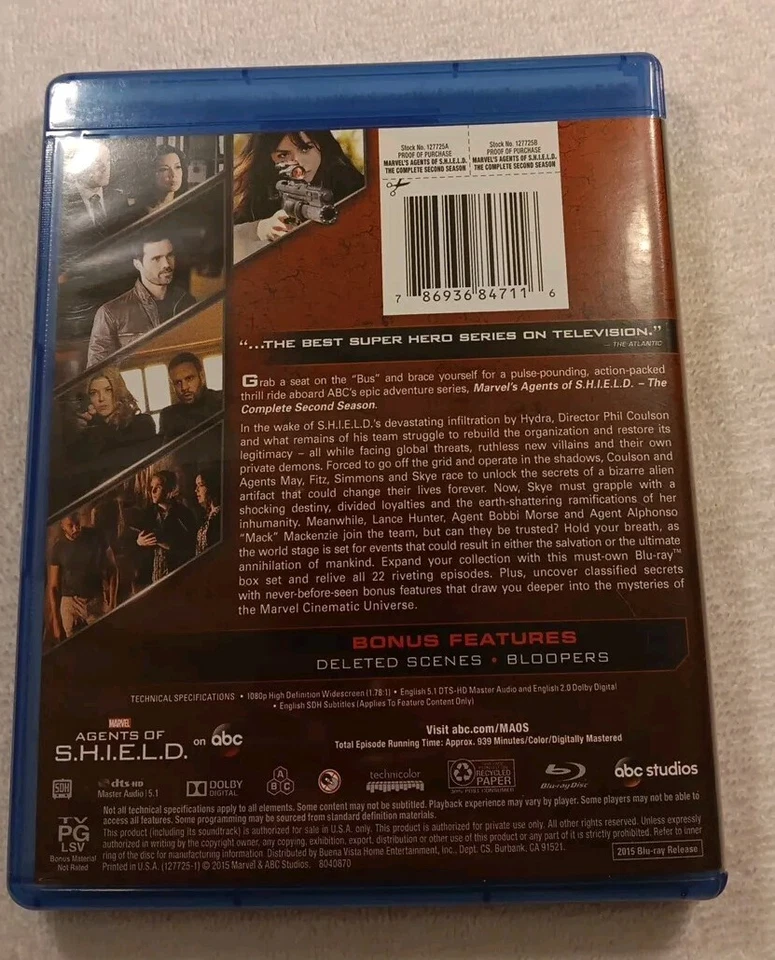 Stock No. 127725A
PROOF OF PURCHASE
MARVEL'S AGENTS OF S.H.I.E.L.D.
THE COMPLETE SECOND SEASON
Stock No. 127725B
PROOF OF PURCHASE
MARVEL'S AGENTS OF S.H.I.E.L.D.
THE COMPLETE SECOND SEASON
7 86936 84711 6
"...THE BEST SUPER HERO SERIES ON TELEVISION."
— THE ATLANTIC
Grab a seat on the "Bus" and brace yourself for a pulse-pounding, action-packed
thrill ride aboard ABC's epic adventure series, Marvel's Agents of S.H.I.E.L.D. – The
Complete Second Season.
In the wake of S.H.I.E.L.D.'s devastating infiltration by Hydra, Director Phil Coulson
and what remains of his team struggle to rebuild the organization and restore its
legitimacy – all while facing global threats, ruthless new villains and their own
private demons. Forced to go off the grid and operate in the shadows, Coulson and
Agents May, Fitz, Simmons and Skye race to unlock the secrets of a bizarre alien
artifact that could change their lives forever. Now, Skye must grapple with a
shocking destiny, divided loyalties and the earth-shattering ramifications of her
inhumanity. Meanwhile, Lance Hunter, Agent Bobbi Morse and Agent Alphonso
"Mack" Mackenzie join the team, but can they be trusted? Hold your breath, as
the world stage is set for events that could result in either the salvation or the ultimate
annihilation of mankind. Expand your collection with this must-own Blu-ray™
box set and relive all 22 riveting episodes. Plus, uncover classified secrets
with never-before-seen bonus features that draw you deeper into the mysteries of
the Marvel Cinematic Universe.
BONUS FEATURES
DELETED SCENES • BLOOPERS
TECHNICAL SPECIFICATIONS • 1080p High Definition Widescreen (1.78:1) • English 5.1 DTS-HD Master Audio and English 2.0 Dolby Digital
• English SDH Subtitles (Applies To Feature Content Only)
MARVEL
AGENTS OF
S.H.I.E.L.D. on abc
Visit abc.com/MAOS
Total Episode Running Time: Approx. 939 Minutes/Color/Digitally Mastered
SDH
dts-HD
Master Audio | 5.1
DOLBY
DIGITAL
A B C
technicolor
RECYCLED
PAPER
Blu-ray Disc
abc studios
TV
PG
LSV
Bonus Material
Not Rated
Not all technical specifications apply to all elements. Some content may not be subtitled. Playback experience may vary by player. Some players may not be able to
access all features. Some programming may be sourced from standard definition materials.
This product (including its soundtrack) is authorized for sale in U.S.A. only. This product is authorized for private use only. All other rights reserved. Unless expressly
authorized in writing by the copyright owner, any copying, exhibition, export, distribution or other use of this product or any part of it is strictly prohibited. Refer to inner
ring of the disc for manufacturing information. Distributed by Buena Vista Home Entertainment, Inc., Dept. CS, Burbank, CA 91521.
Printed in U.S.A. (127725-1) © 2015 Marvel & ABC Studios. 8040870
2015 Blu-ray Release